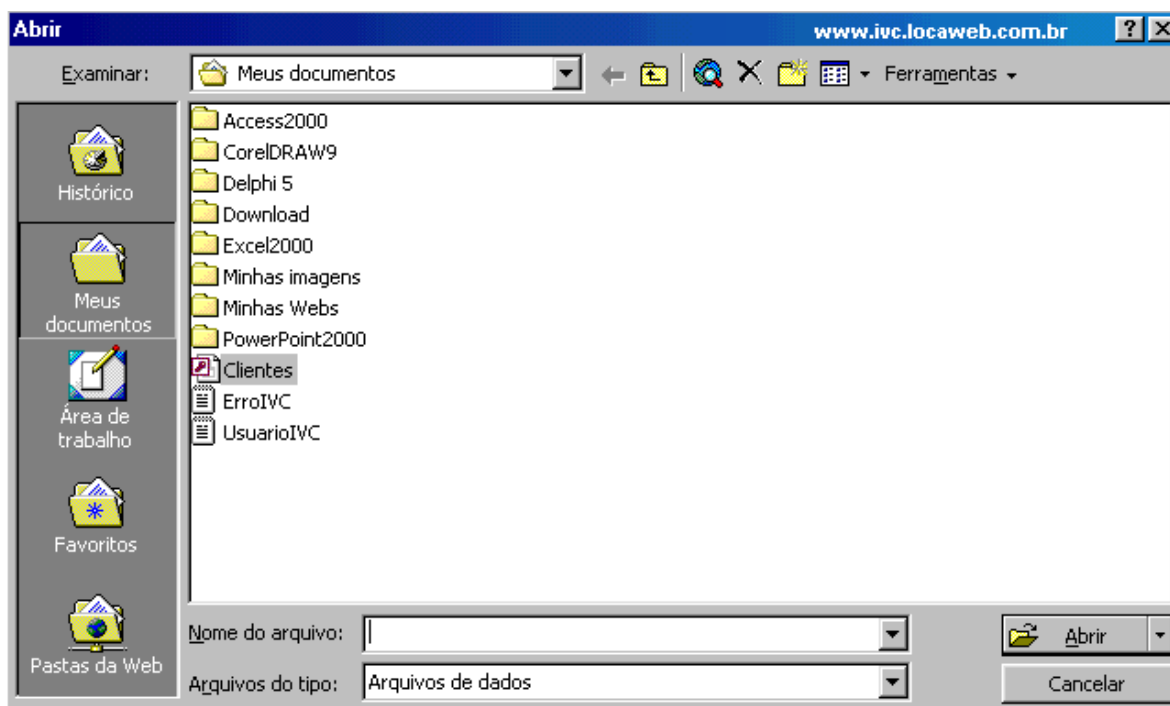 Abrir www.ivc.locaweb.com.br
Examinar: Meus documentos Ferramentas
Histórico
Meus
documentos
Área de
trabalho
Favoritos
Pastas da Web
Access2000
CorelDRAW9
Delphi 5
Download
Excel2000
Minhas imagens
Minhas Webs
PowerPoint2000
Clientes
ErroIVC
UsuarioIVC
Nome do arquivo: Abrir
Arquivos do tipo: Arquivos de dados Cancelar